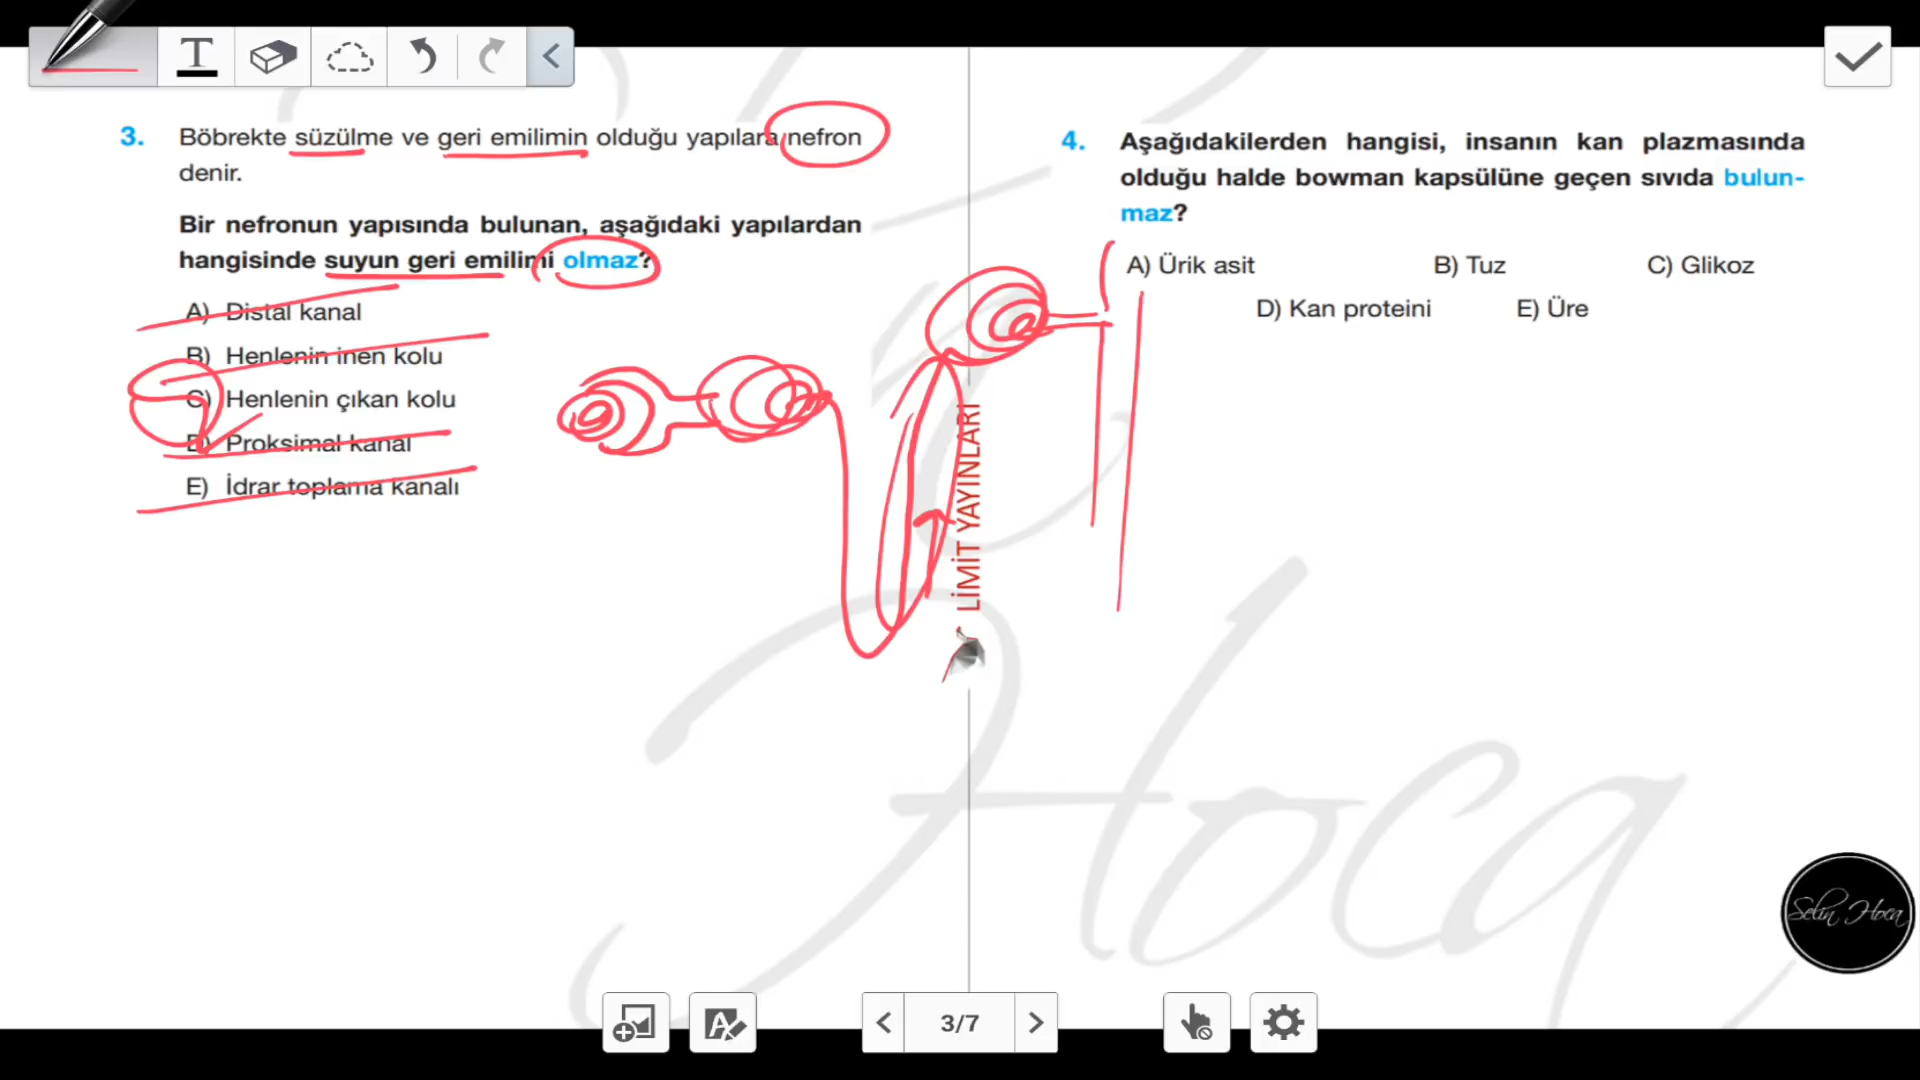 T
3. Böbrekte süzülme ve geri emilimin olduğu yapılara nefron
denir.
Bir nefronun yapısında bulunan, aşağıdaki yapılardan
hangisinde suyun geri emilimi olmaz?
A) Distal kanal
B) Henlenin inen kolu
C) Henlenin çıkan kolu
D) Proksimal kanal
E) İdrar toplama kanalı
LİMİT YAYINLARI
4. Aşağıdakilerden hangisi, insanın kan plazmasında
olduğu halde bowman kapsülüne geçen sıvıda bulun-
maz?
A) Ürik asit B) Tuz C) Glikoz
D) Kan proteini E) Üre
Hoca
Selin Hoca
A
3/7